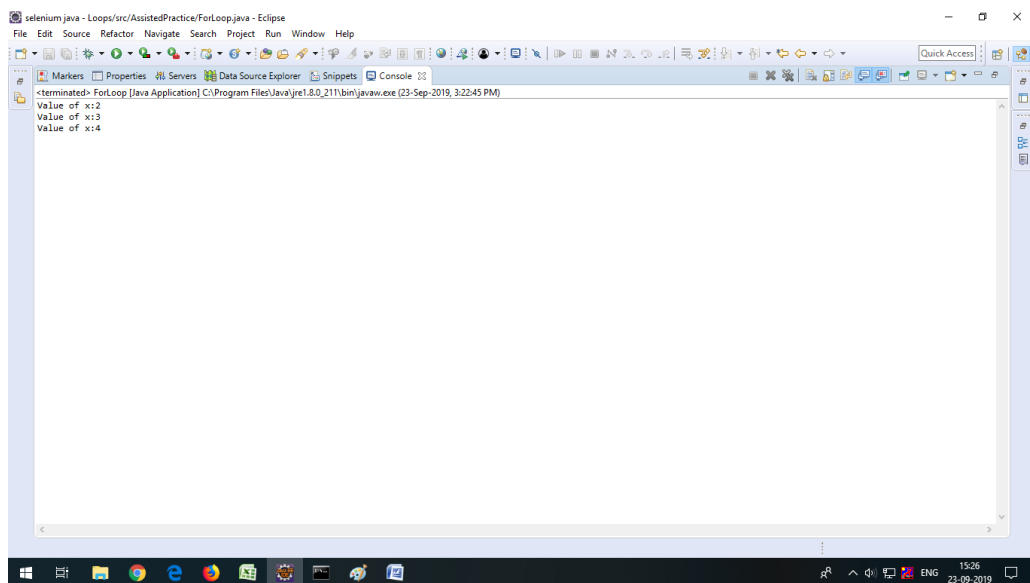 selenium java - Loops/src/AssistedPractice/ForLoop.java - Eclipse
File Edit Source Refactor Navigate Search Project Run Window Help
Quick Access
Markers Properties Servers Data Source Explorer Snippets Console
<terminated> ForLoop [Java Application] C:\Program Files\Java\jre1.8.0_211\bin\javaw.exe (23-Sep-2019, 3:22:45 PM)
Value of x:2
Value of x:3
Value of x:4
ENG
15:26
23-09-2019